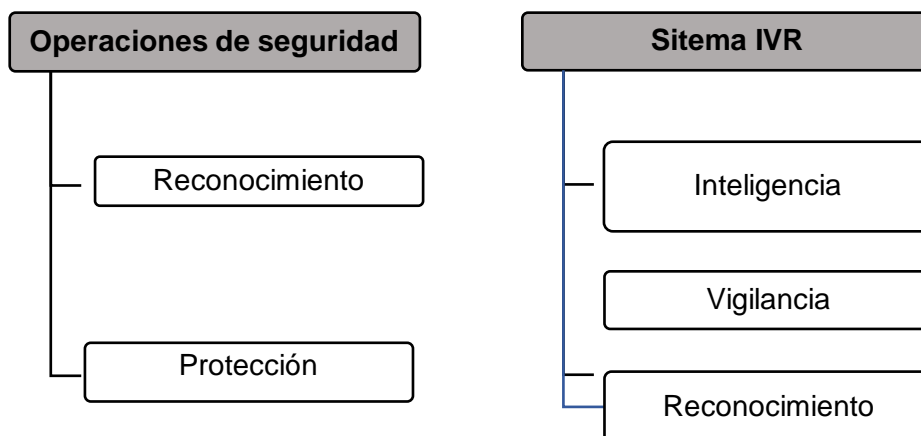 Operaciones de seguridad
Reconocimiento
Protección
Sitema IVR
Inteligencia
Vigilancia
Reconocimiento